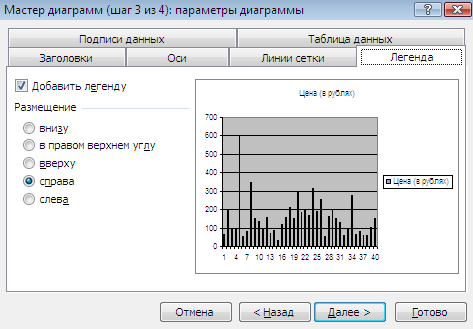 Мастер диаграмм (шаг 3 из 4): параметры диаграммы
Подписи данных
Таблица данных
Заголовки
Оси
Линии сетки
Легенда
Добавить легенду
Размещение
внизу
в правом верхнем углу
вверху
справа
слева
Цена (в рублях)
700
600
500
400
300
200
100
0
1 4 7 10 13 16 19 22 25 28 31 34 37 40
Цена (в рублях)
Отмена
< Назад
Далее >
Готово